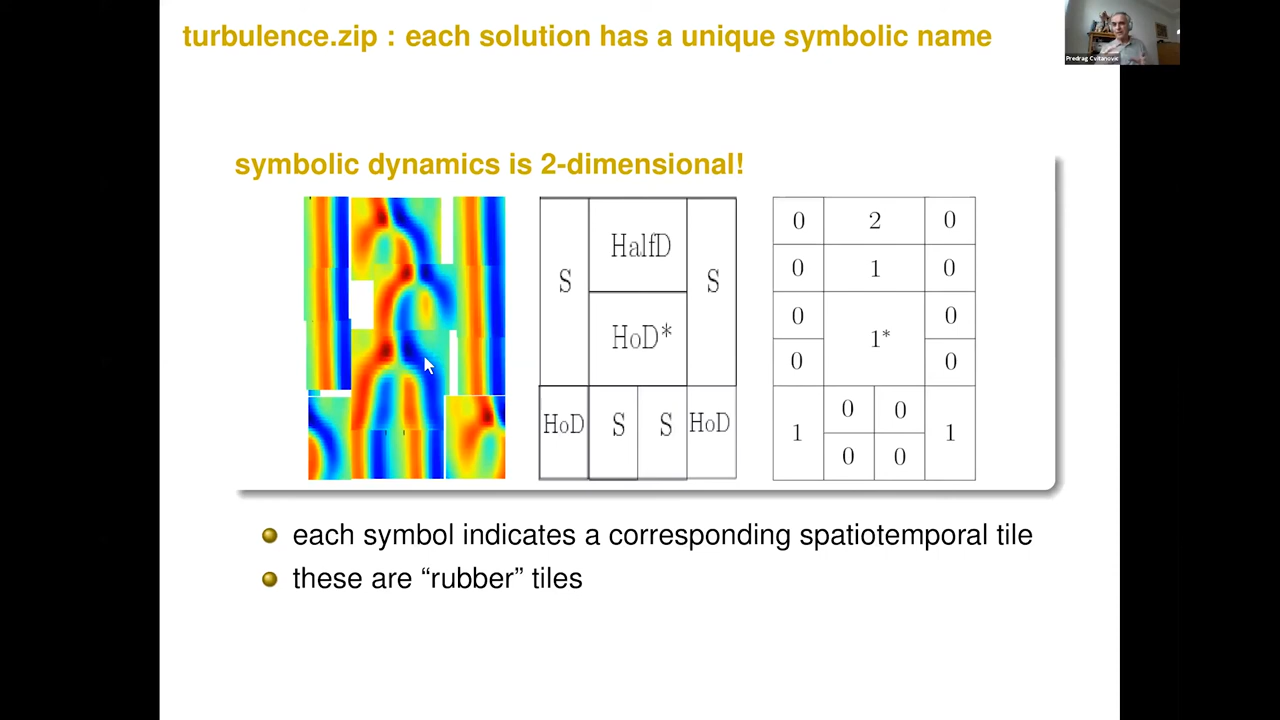 turbulence.zip : each solution has a unique symbolic name
Predrag Cvitanovic
symbolic dynamics is 2-dimensional!
S HalfD S
HoD*
HoD S S HoD
0 2 0
0 1 0
0 1* 0
0 0
1 0 0 1
0 0
each symbol indicates a corresponding spatiotemporal tile
these are “rubber” tiles